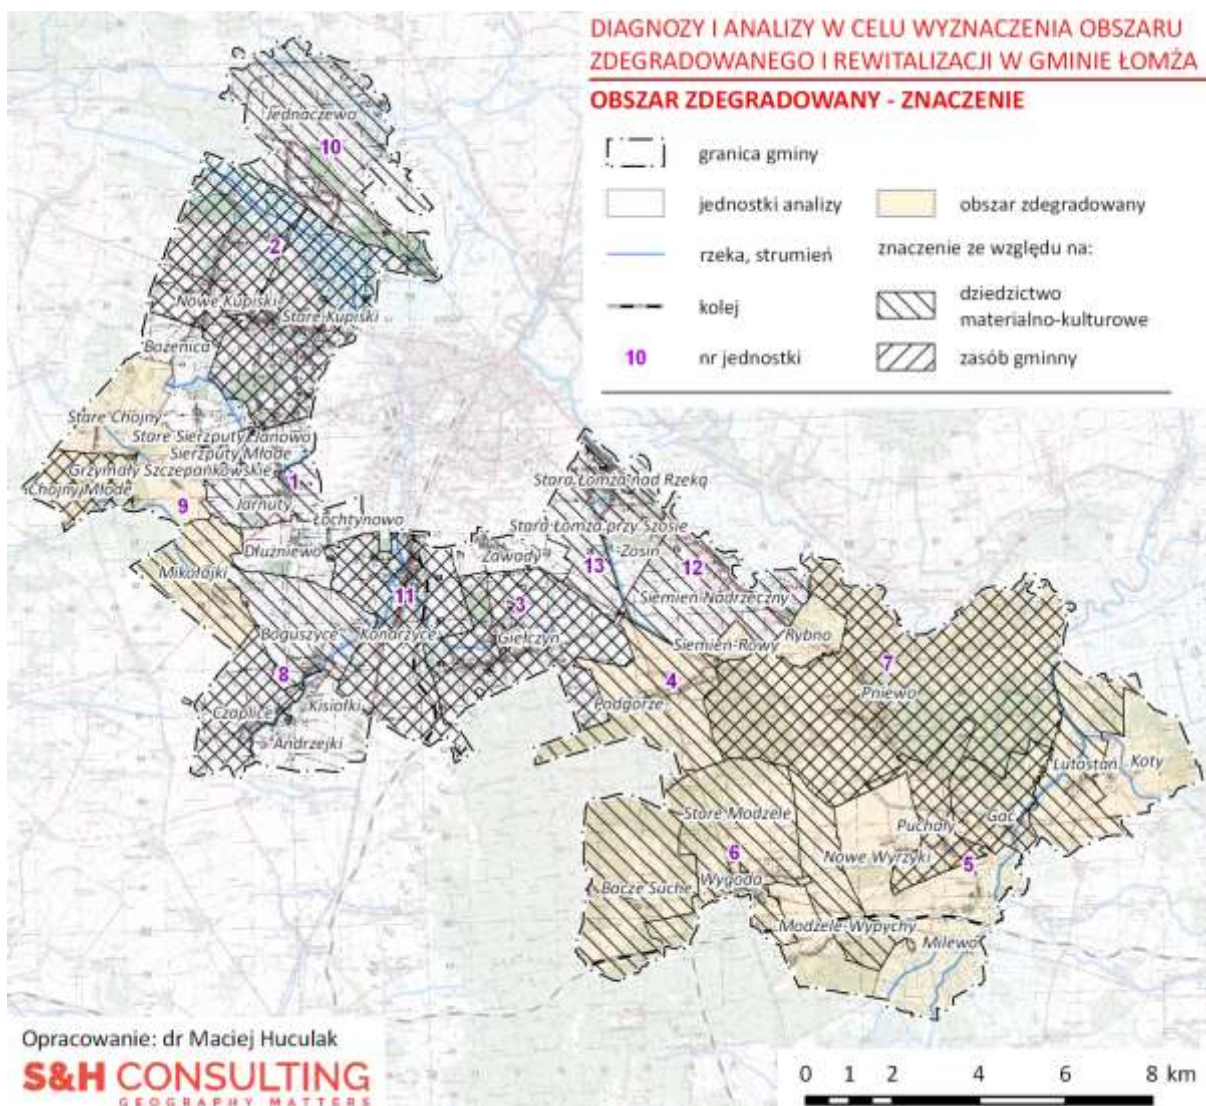 DIAGNOZY I ANALIZY W CELU WYZNACZENIA OBSZARU
ZDEGRADOWANEGO I REWITALIZACJI W GMINIE ŁOMŻA
OBSZAR ZDEGRADOWANY - ZNACZENIE
granica gminy
jednostki analizy
obszar zdegradowany
rzeka, strumień
znaczenie ze względu na:
kolej
dziedzictwo
materialno-kulturowe
10
nr jednostki
zasób gminny
Jednaczewo
10
2
Nowe Kupiski
Stare Kupiski
Bożenica
Stare Chojny
Stare Sierzputy
Janowo
Sierzputy Młode
Grzymały Szczepankowskie
1
Chojny Młode
Jarnuty
9
Łochtynowo
Dłużniewo
Mikołajki
Stara Łomża nad Rzeką
Stara Łomża przy Szosie
Zawady
Zosin
13
12
11
3
Siemień Nadrzeczny
Boguszyce
Konarzyce
Giełczyn
Siemień-Rowy
Rybno
8
4
7
Pniewo
Czaplice
Kisiołki
Podgórze
Andrzejki
Lutostań
Koty
Stare Modzele
Puchały
Gać
6
Nowe Wyrzyki
5
Wygoda
Bacze Suche
Modzele-Wypychy
Milewo
Opracowanie: dr Maciej Huculak
S&H CONSULTING
GEOGRAPHY MATTERS
0 1 2 4 6 8 km